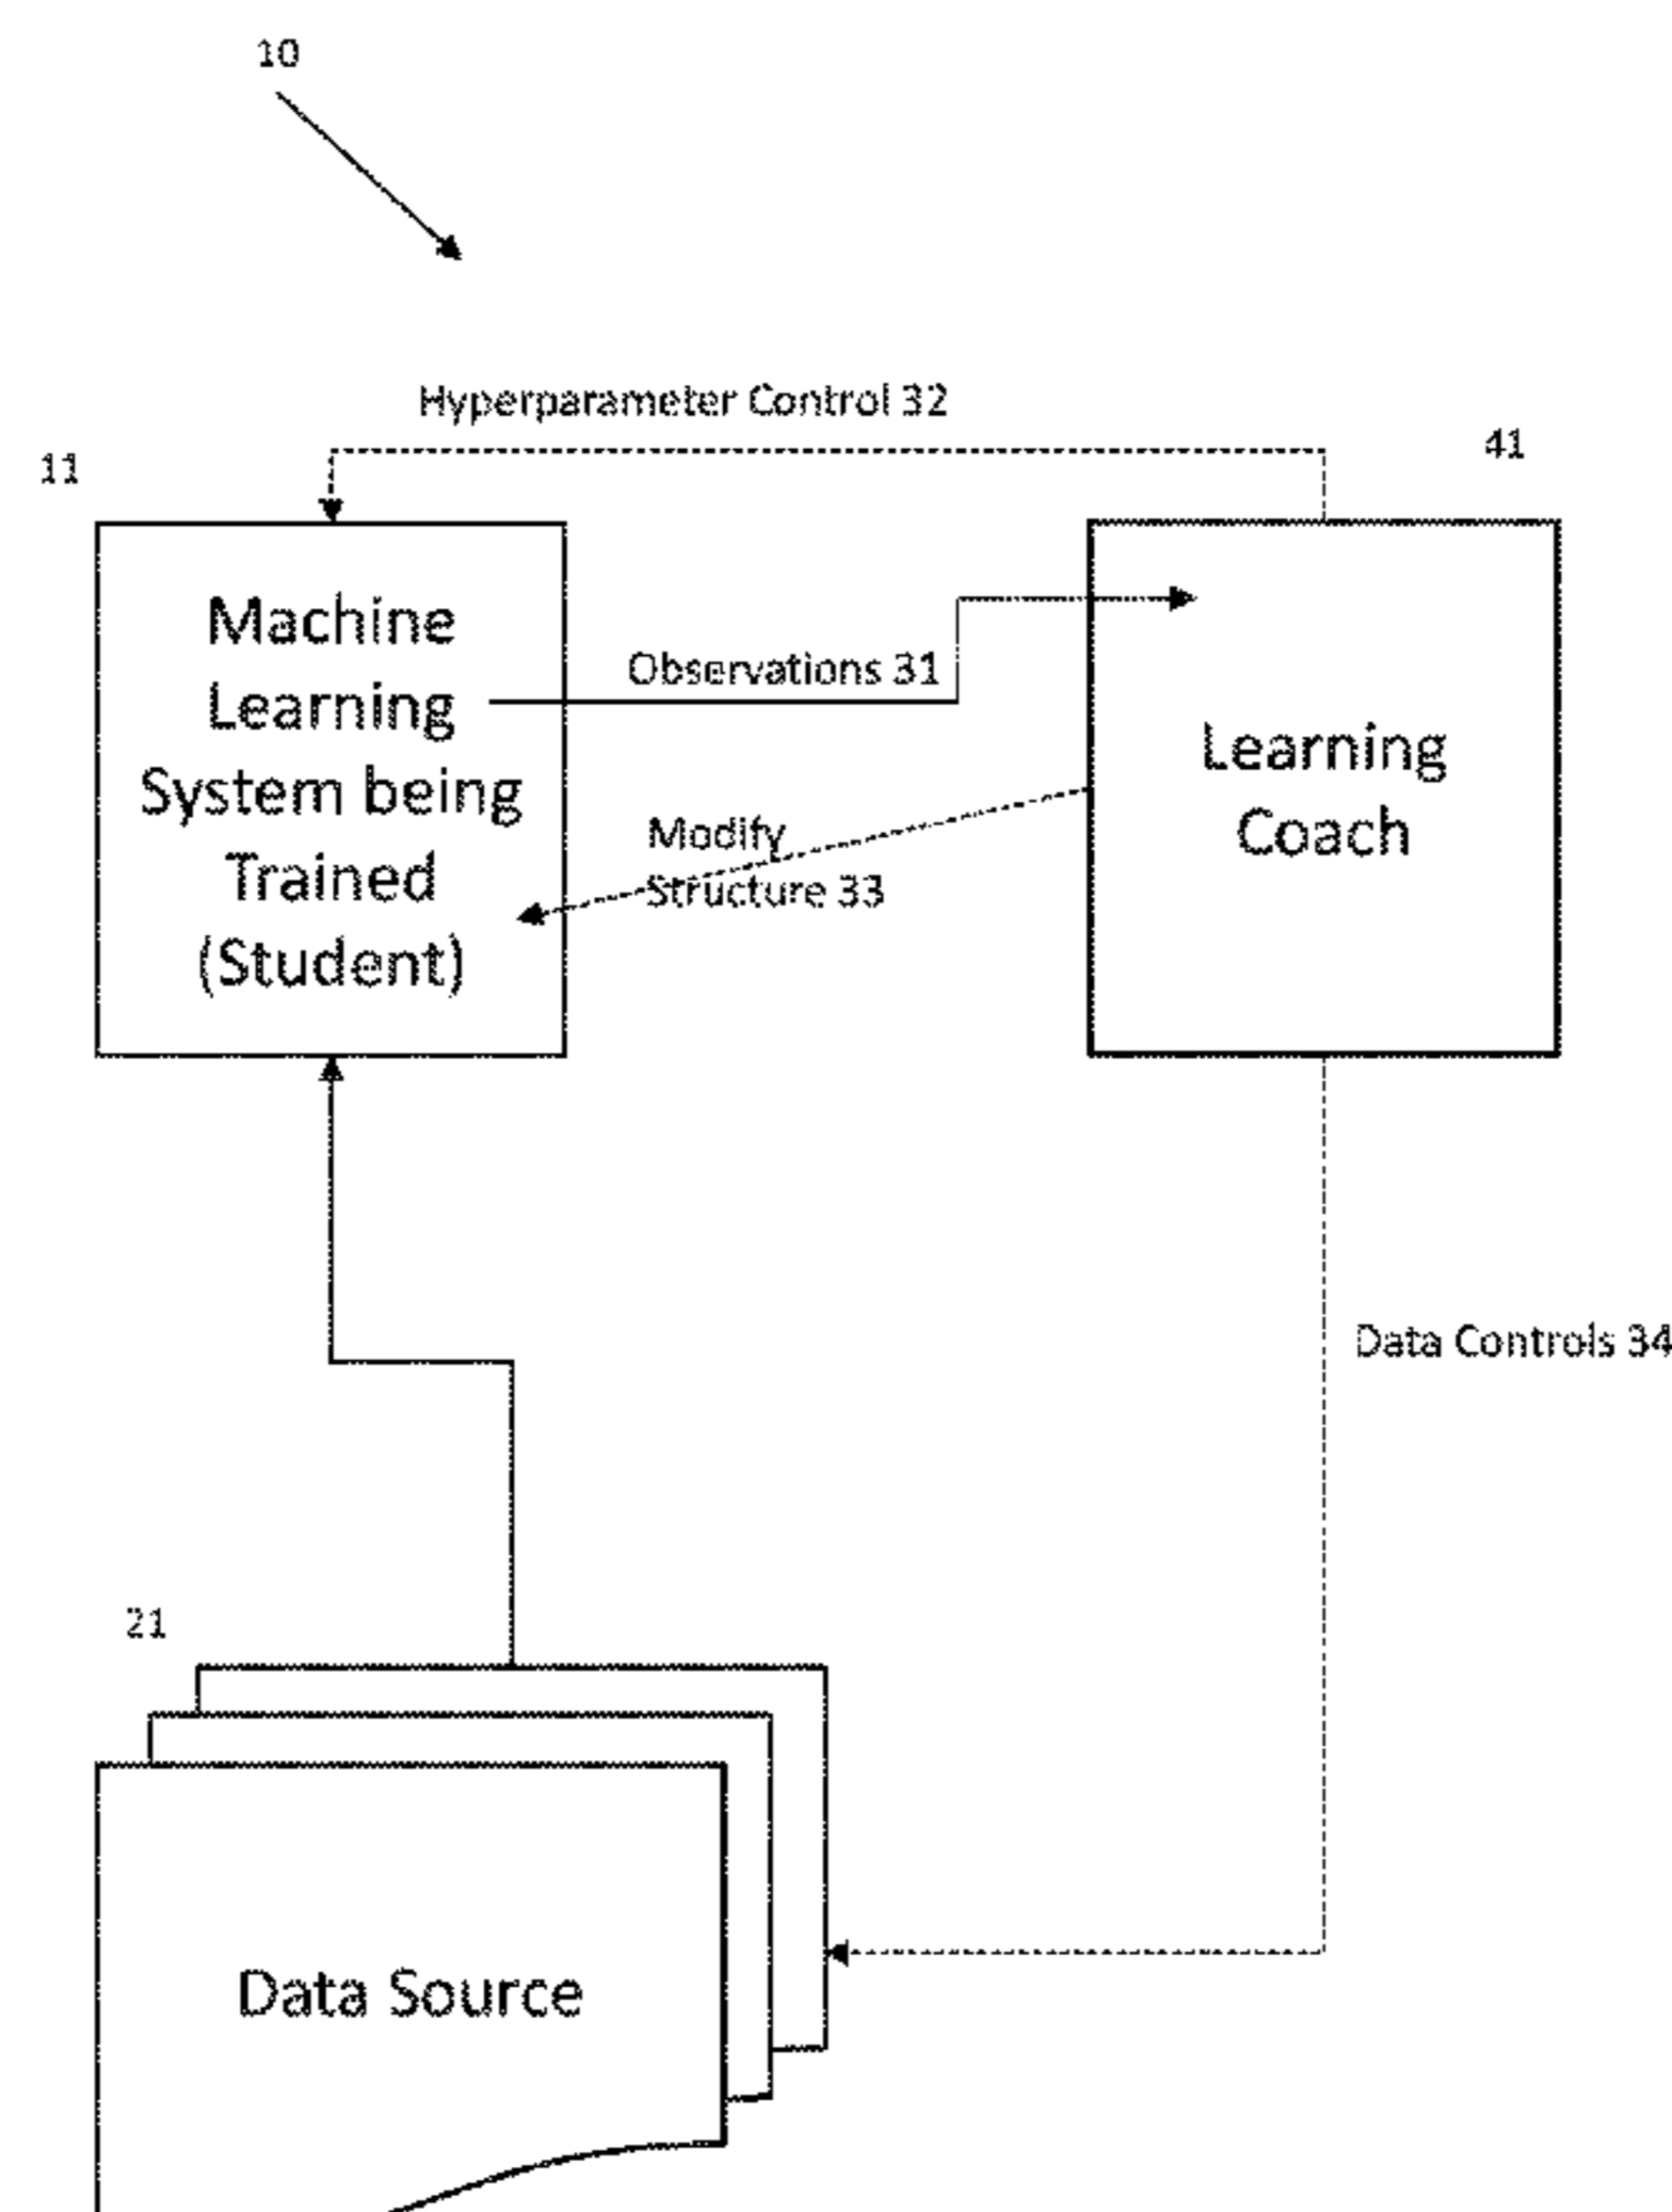 10
Hyperparameter Control 32
11
41
Machine
Learning
System being
Trained
(Student)
Observations 31
Modify
Structure 33
Learning
Coach
Data Controls 34
21
Data Source